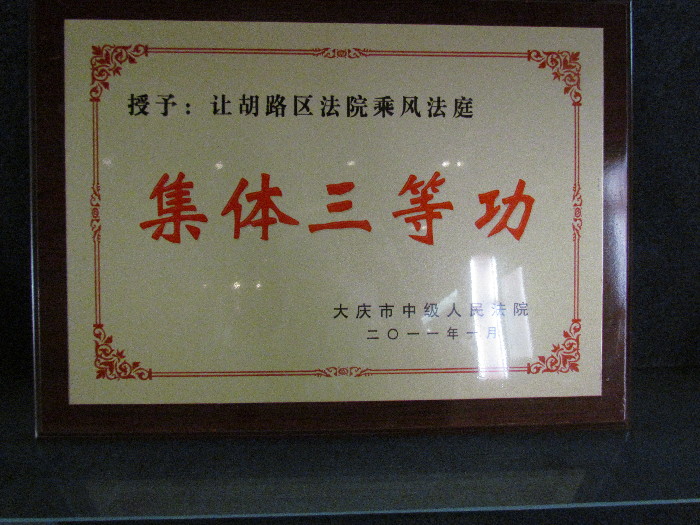 授予：让胡路区法院乘风法庭
集体三等功
大庆市中级人民法院
二〇一一年一月